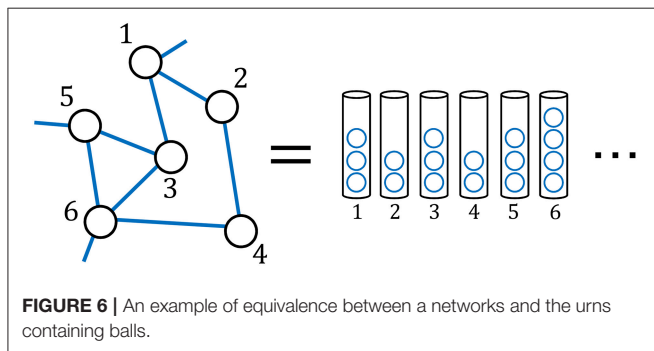 1
2
5
3
6
4
=
1 2 3 4 5 6
...
FIGURE 6 | An example of equivalence between a networks and the urns
containing balls.